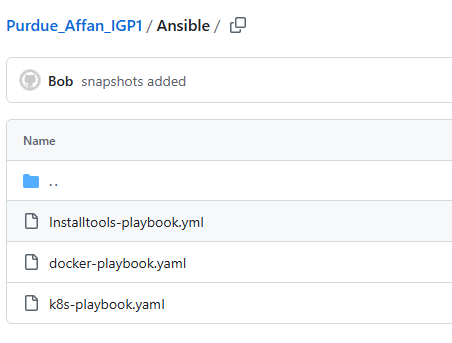 Purdue_Affan_IGP1 / Ansible /
Bob snapshots added
Name
..
Installtools-playbook.yml
docker-playbook.yaml
k8s-playbook.yaml